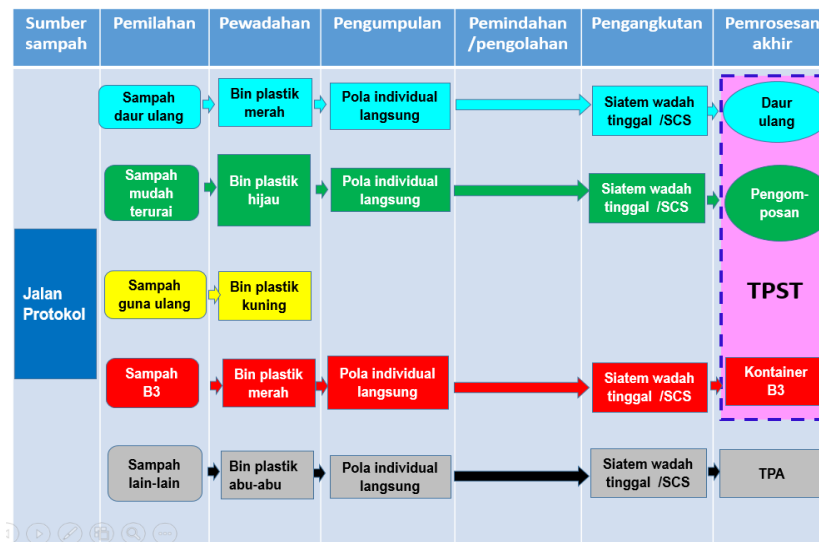 Sumber
sampah
Pemilahan
Pewadahan
Pengumpulan
Pemindahan
/pengolahan
Pengangkutan
Pemrosesan
akhir
Sampah
daur ulang
Bin plastik
merah
Pola individual
langsung
Siatem wadah
tinggal /SCS
Daur
ulang
Sampah
mudah
terurai
Bin plastik
hijau
Pola individual
langsung
Siatem wadah
tinggal /SCS
Pengom-
posan
Jalan
Protokol
Sampah
guna ulang
Bin plastik
kuning
TPST
Sampah
B3
Bin plastik
merah
Pola individual
langsung
Siatem wadah
tinggal /SCS
Kontainer
B3
Sampah
lain-lain
Bin plastik
abu-abu
Pola individual
langsung
Siatem wadah
tinggal /SCS
TPA